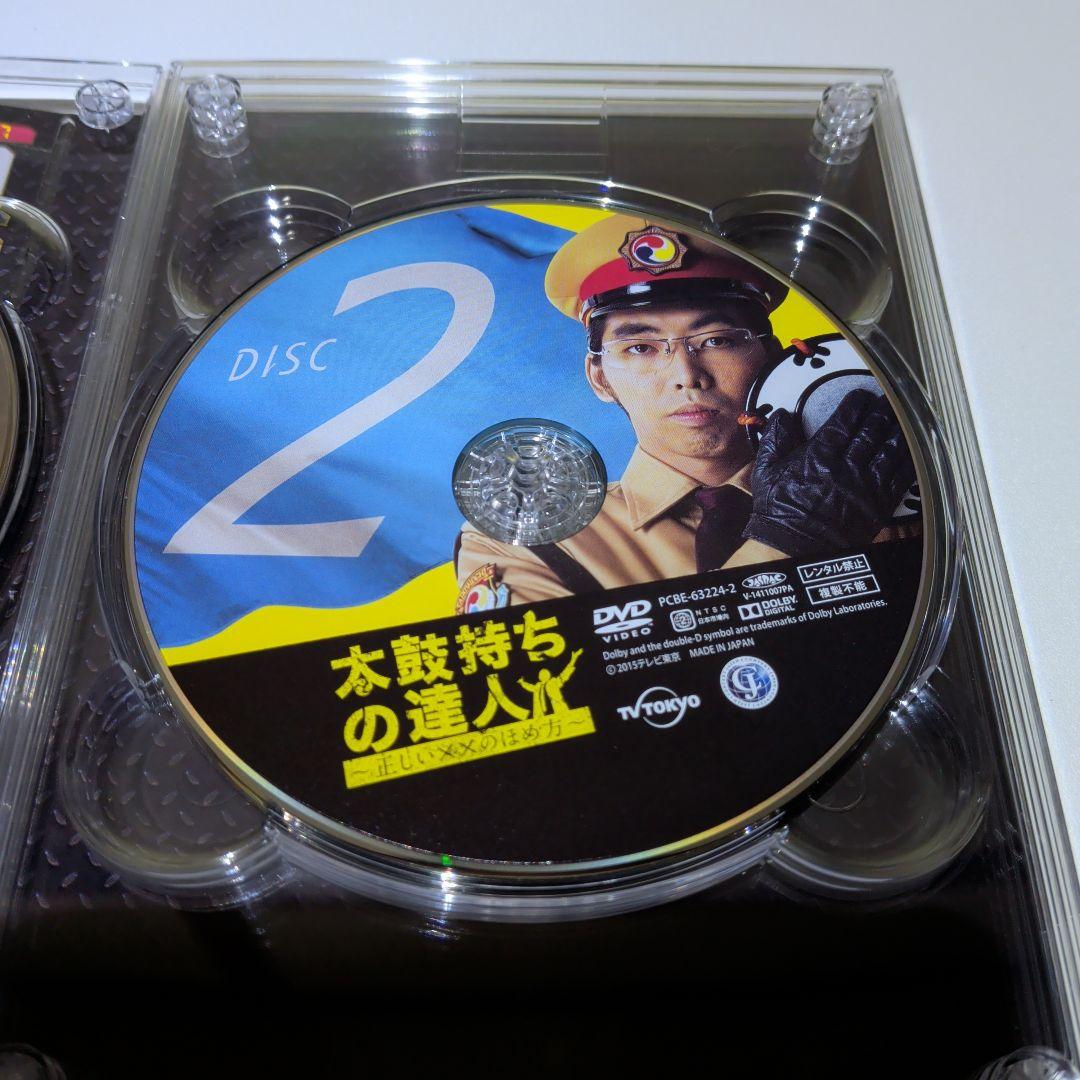 DISC
2
PCBE-63224-2
V-1411007PA
レンタル禁止
複製不能
DVD
VIDEO
NTSC
日本市場向
2
DOLBY
DIGITAL
Dolby and the double-D symbol are trademarks of Dolby Laboratories.
©2015テレビ東京 MADE IN JAPAN
TV TOKYO
太鼓持ち
の達人
～正しい××のほめ方～